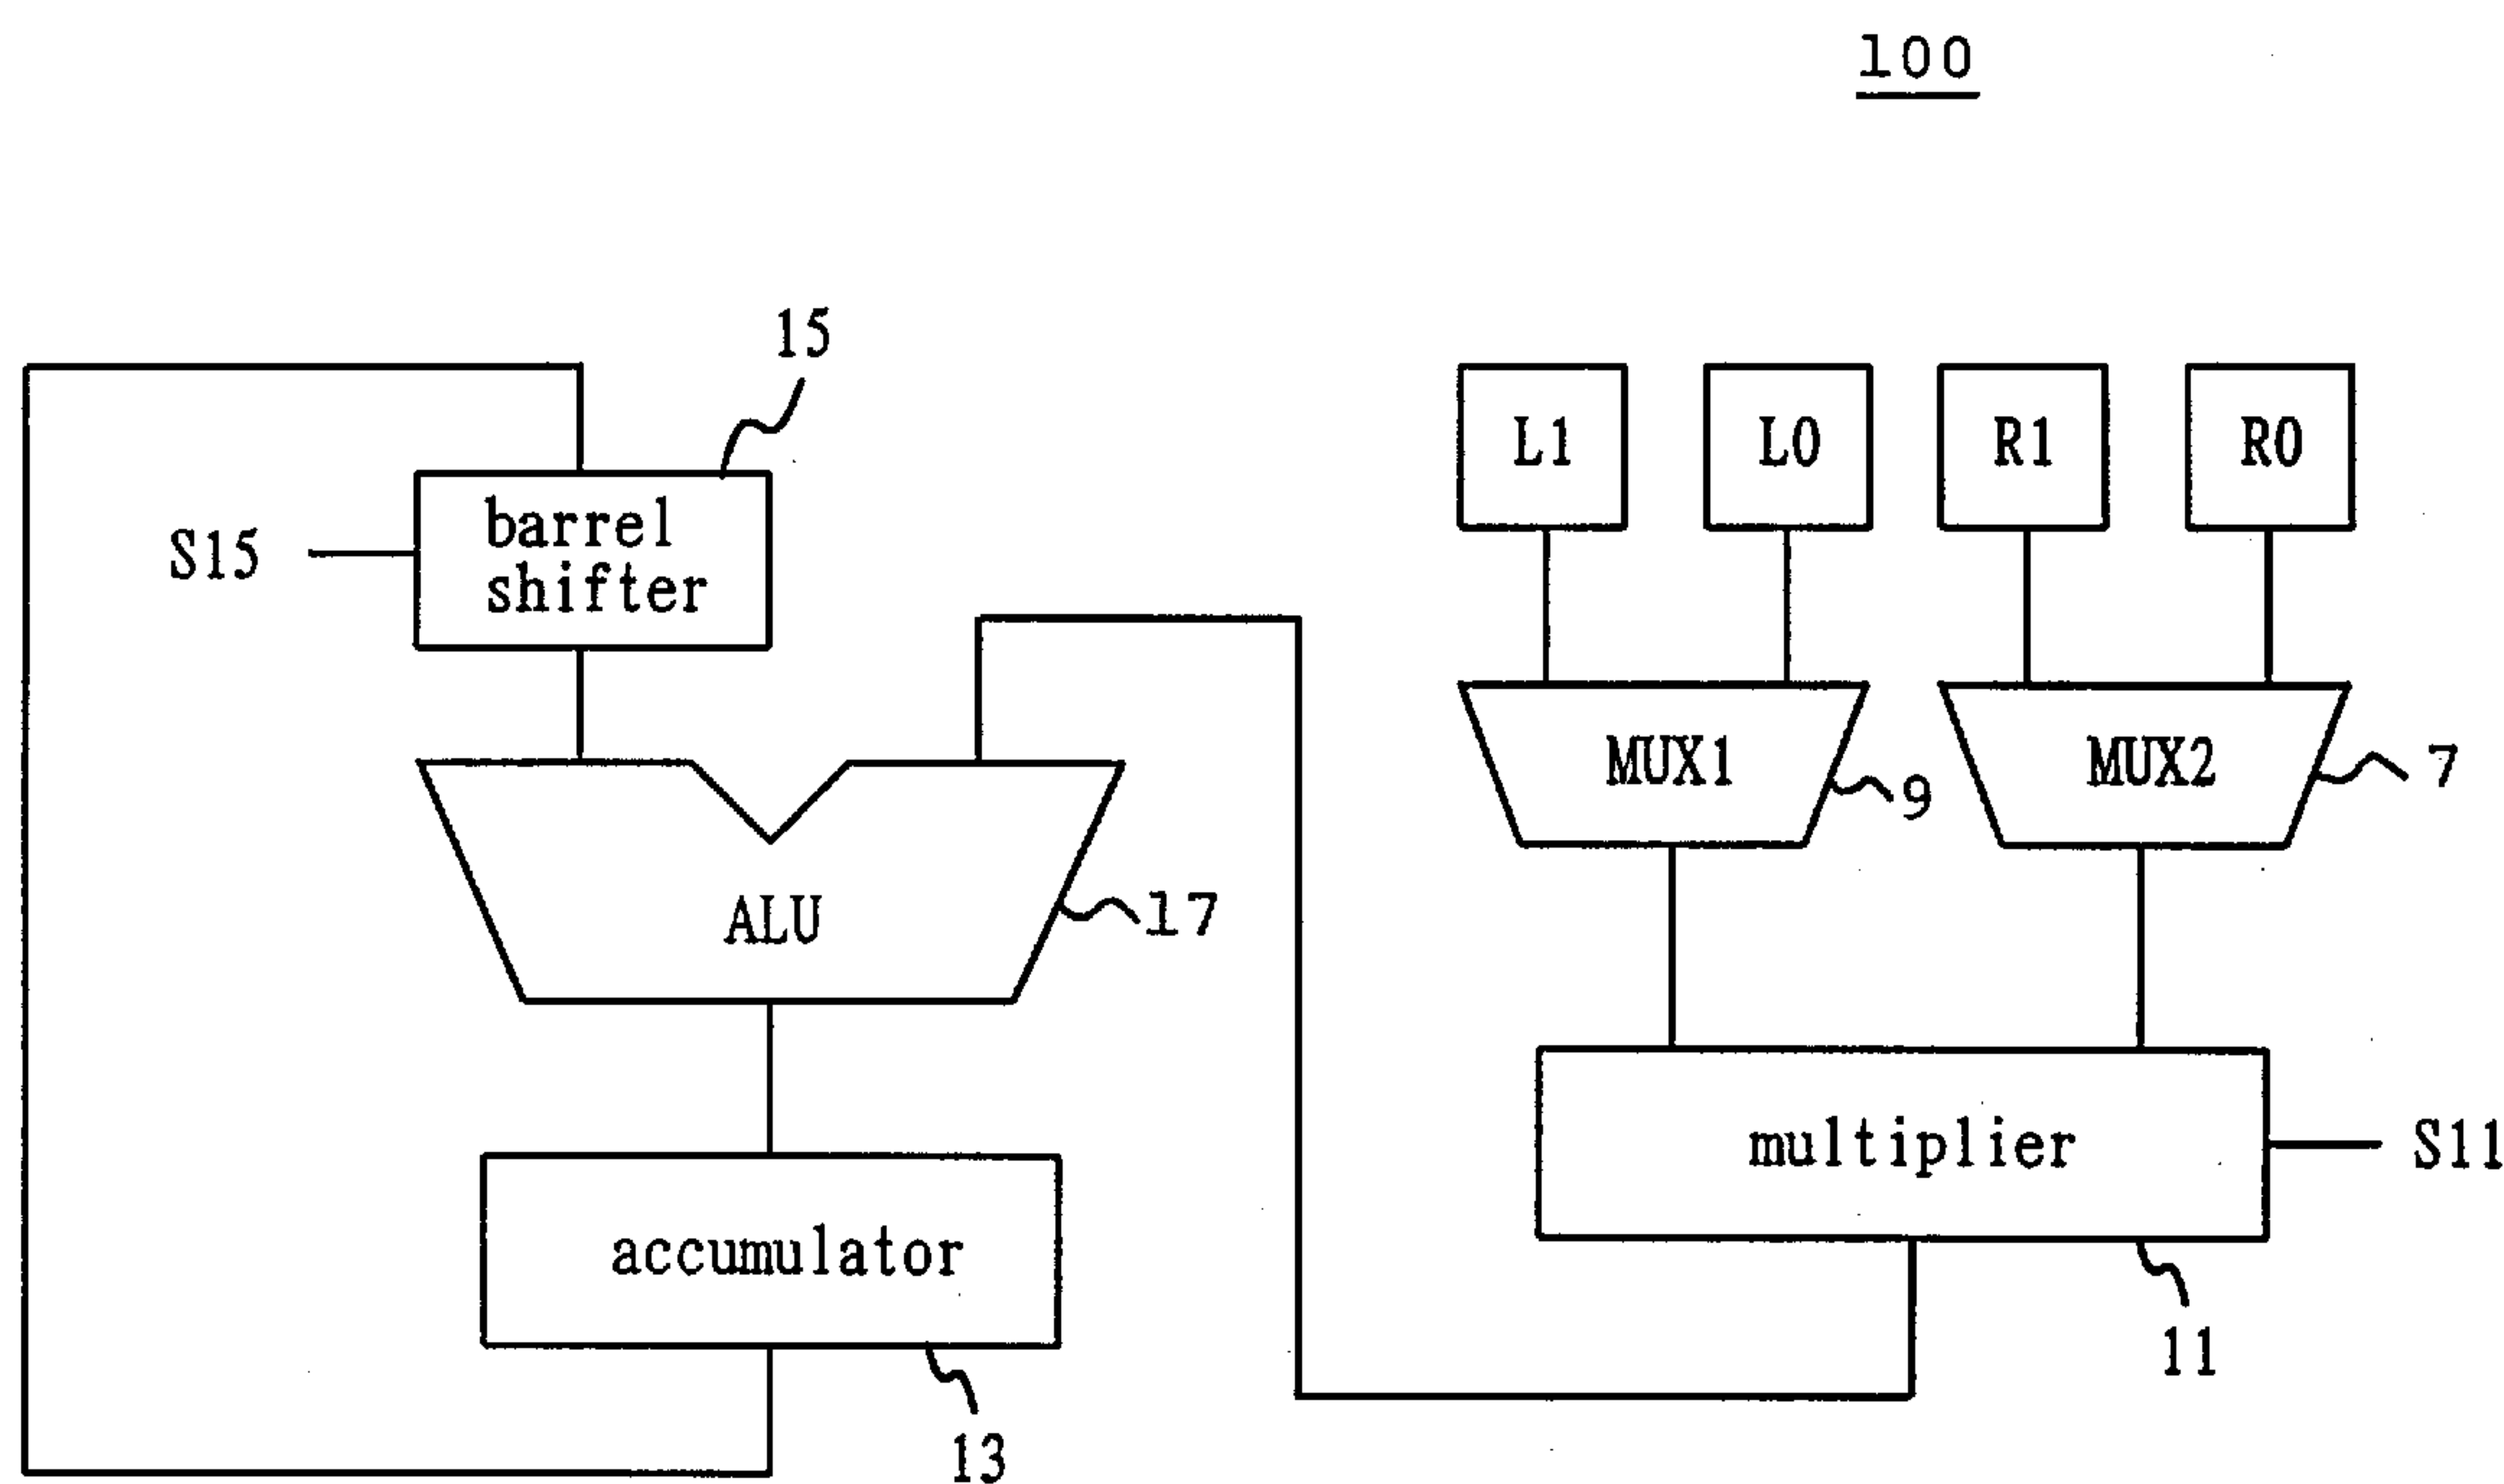 100
15
L1 L0 R1 R0
S15
barrel
shifter
MUX1
9
MUX2
7
ALU
17
multiplier
S11
accumulator
11
13